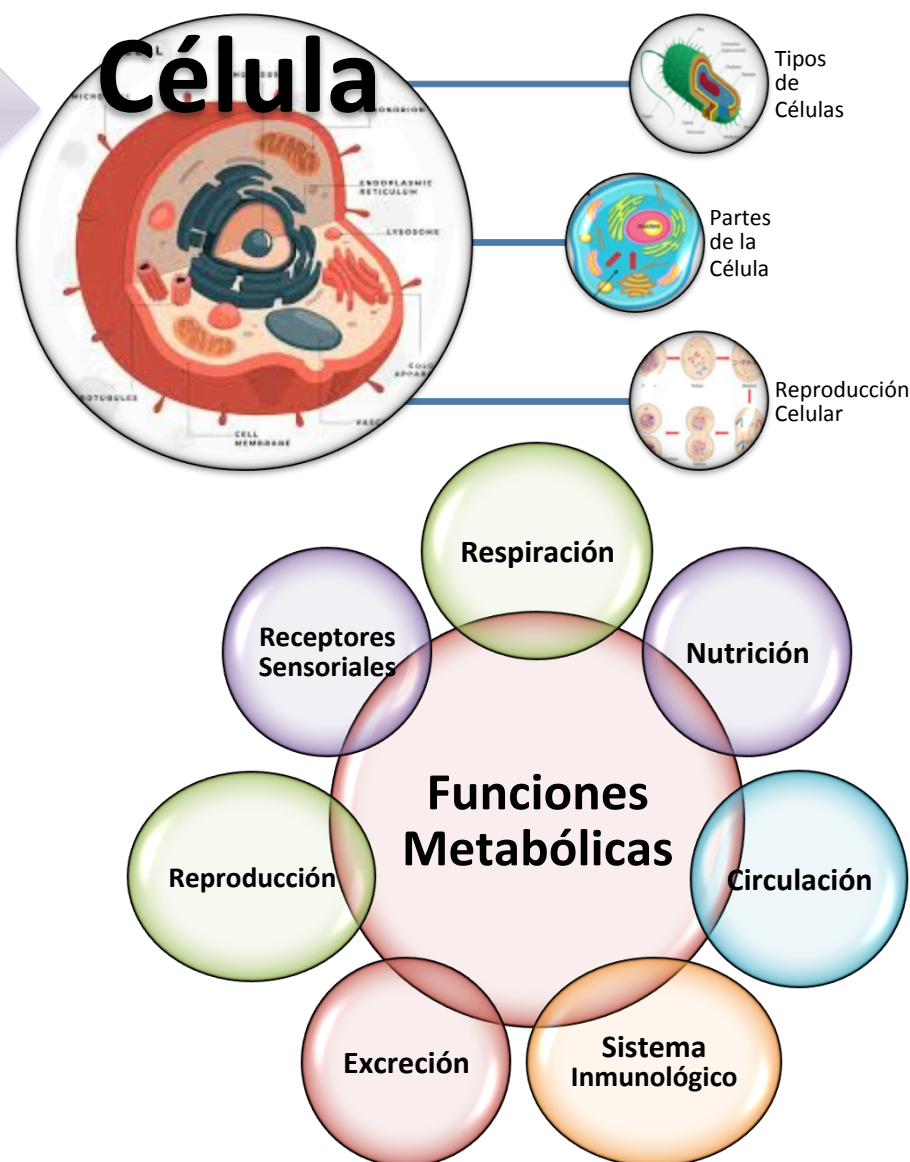 Célula
ENDOPLASMIC
RETICULUM
LYSOSOME
CELL
MEMBRANE
Tipos
de
Células
Partes
de la
Célula
Reproducción
Celular
Respiración
Receptores
Sensoriales
Nutrición
Funciones
Metabólicas
Reproducción
Circulación
Excreción
Sistema
Inmunológico